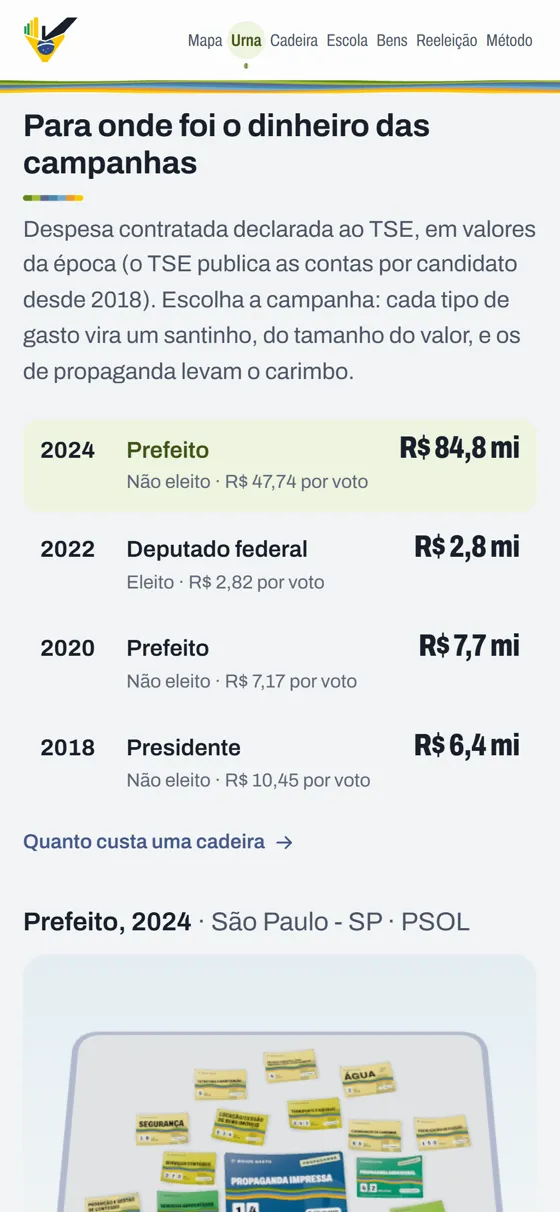 Mapa Urna Cadeira Escola Bens Reeleição Método
Para onde foi o dinheiro das
campanhas
Despesa contratada declarada ao TSE, em valores
da época (o TSE publica as contas por candidato
desde 2018). Escolha a campanha: cada tipo de
gasto vira um santinho, do tamanho do valor, e os
de propaganda levam o carimbo.
2024 Prefeito R$ 84,8 mi
Não eleito · R$ 47,74 por voto
2022 Deputado federal R$ 2,8 mi
Eleito · R$ 2,82 por voto
2020 Prefeito R$ 7,7 mi
Não eleito · R$ 7,17 por voto
2018 Presidente R$ 6,4 mi
Não eleito · R$ 10,45 por voto
Quanto custa uma cadeira →
Prefeito, 2024 · São Paulo - SP · PSOL
ÁGUA
SEGURANÇA
PROPAGANDA
PROPAGANDA IMPRESSA
1 4